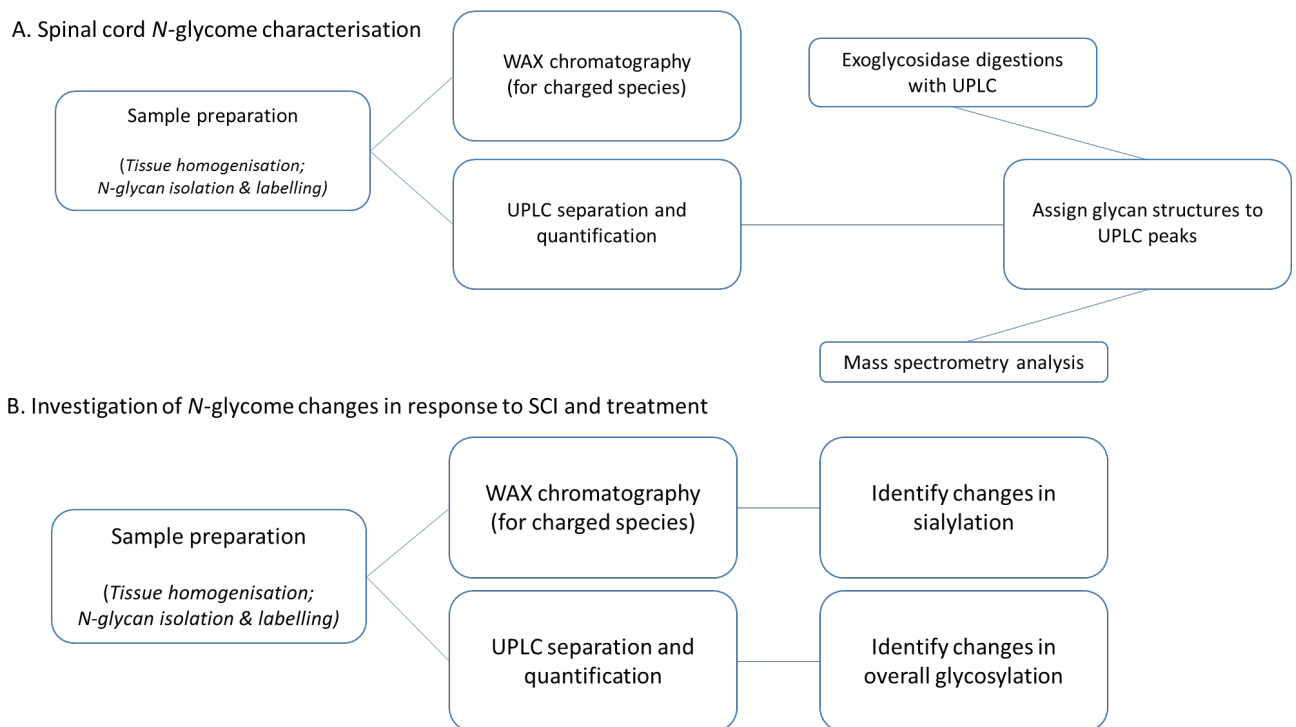 A. Spinal cord N-glycome characterisation
Sample preparation
(Tissue homogenisation;
N-glycan isolation & labelling)
WAX chromatography
(for charged species)
UPLC separation and
quantification
Exoglycosidase digestions
with UPLC
Assign glycan structures to
UPLC peaks
Mass spectrometry analysis
B. Investigation of N-glycome changes in response to SCI and treatment
Sample preparation
(Tissue homogenisation;
N-glycan isolation & labelling)
WAX chromatography
(for charged species)
Identify changes in
sialylation
UPLC separation and
quantification
Identify changes in
overall glycosylation